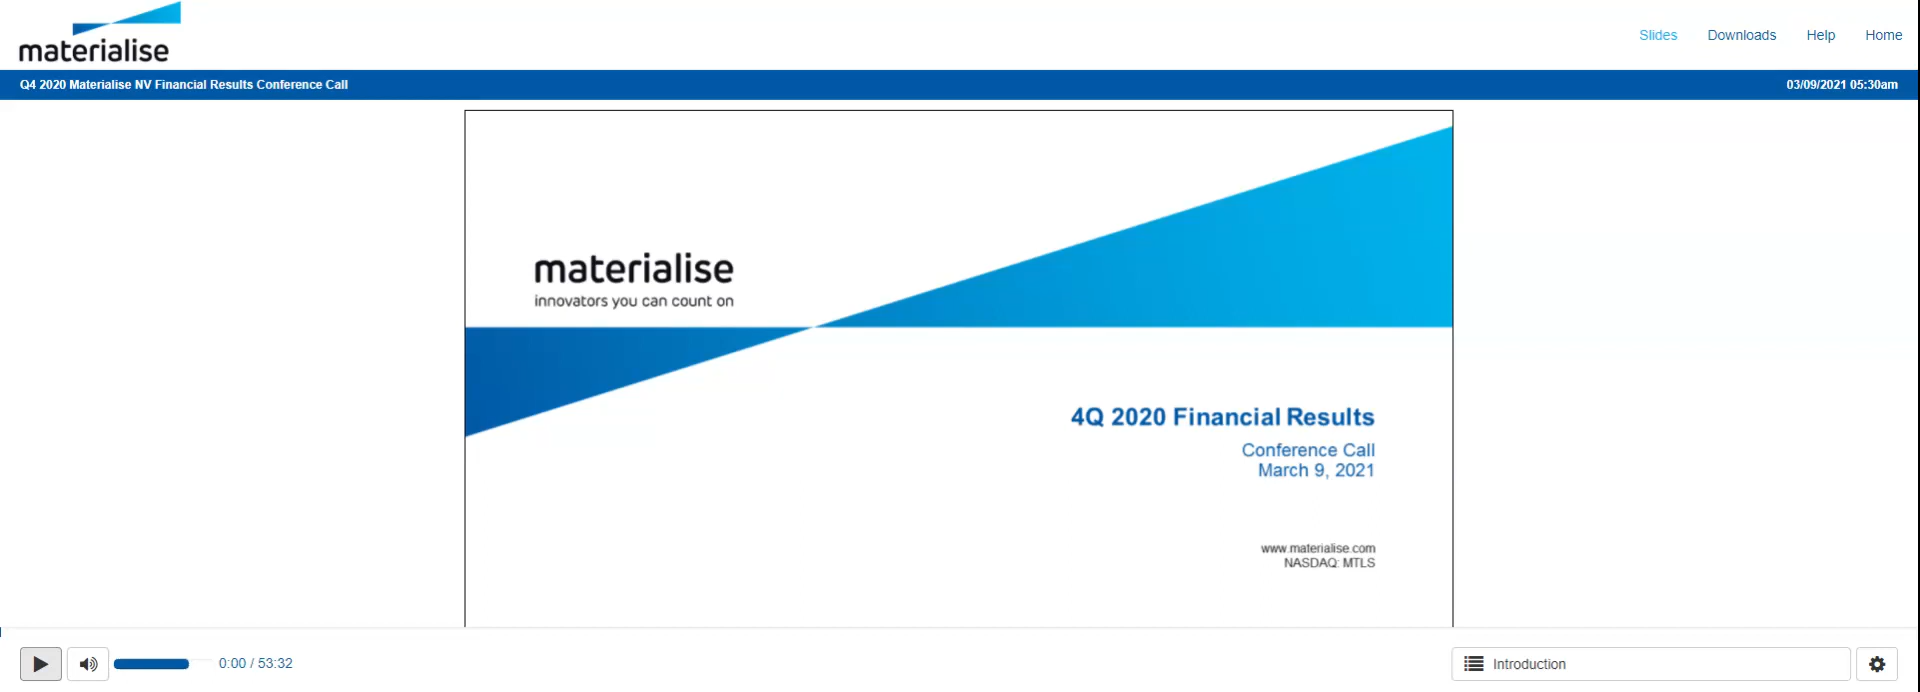 materialise
Slides Downloads Help Home
Q4 2020 Materialise NV Financial Results Conference Call 03/09/2021 05:30am
materialise
innovators you can count on
4Q 2020 Financial Results
Conference Call
March 9, 2021
www.materialise.com
NASDAQ: MTLS
0:00 / 53:32
Introduction